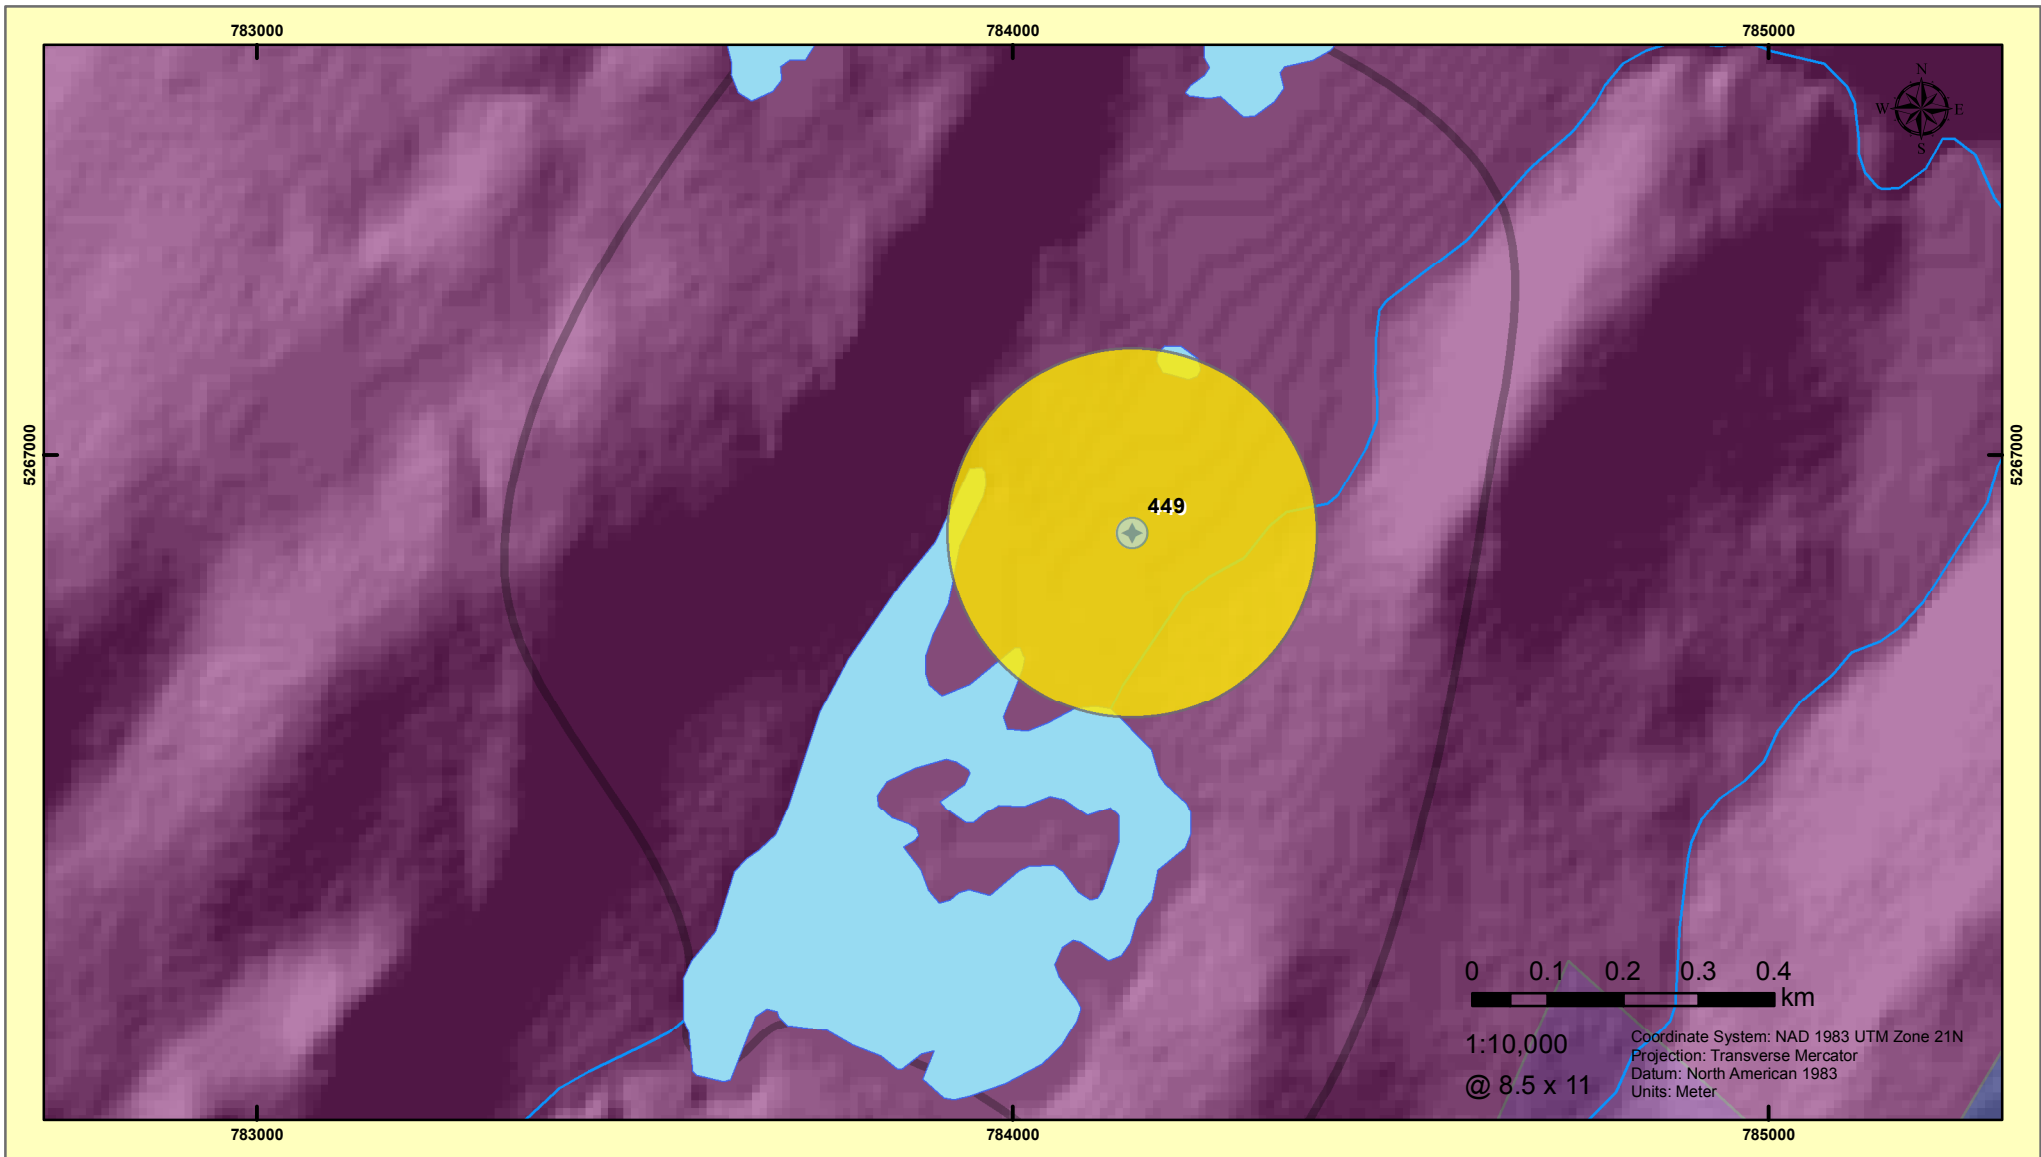 783000 784000 785000
N
W E
S
5267000 5267000
449
0 0.1 0.2 0.3 0.4
km
1:10,000
@ 8.5 x 11
Coordinate System: NAD 1983 UTM Zone 21N
Projection: Transverse Mercator
Datum: North American 1983
Units: Meter
783000 784000 785000